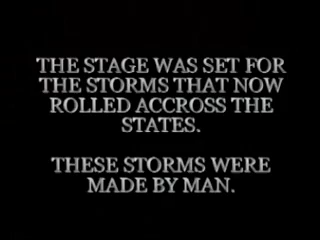 THE STAGE WAS SET FOR
THE STORMS THAT NOW
ROLLED ACCROSS THE
STATES.
THESE STORMS WERE
MADE BY MAN.